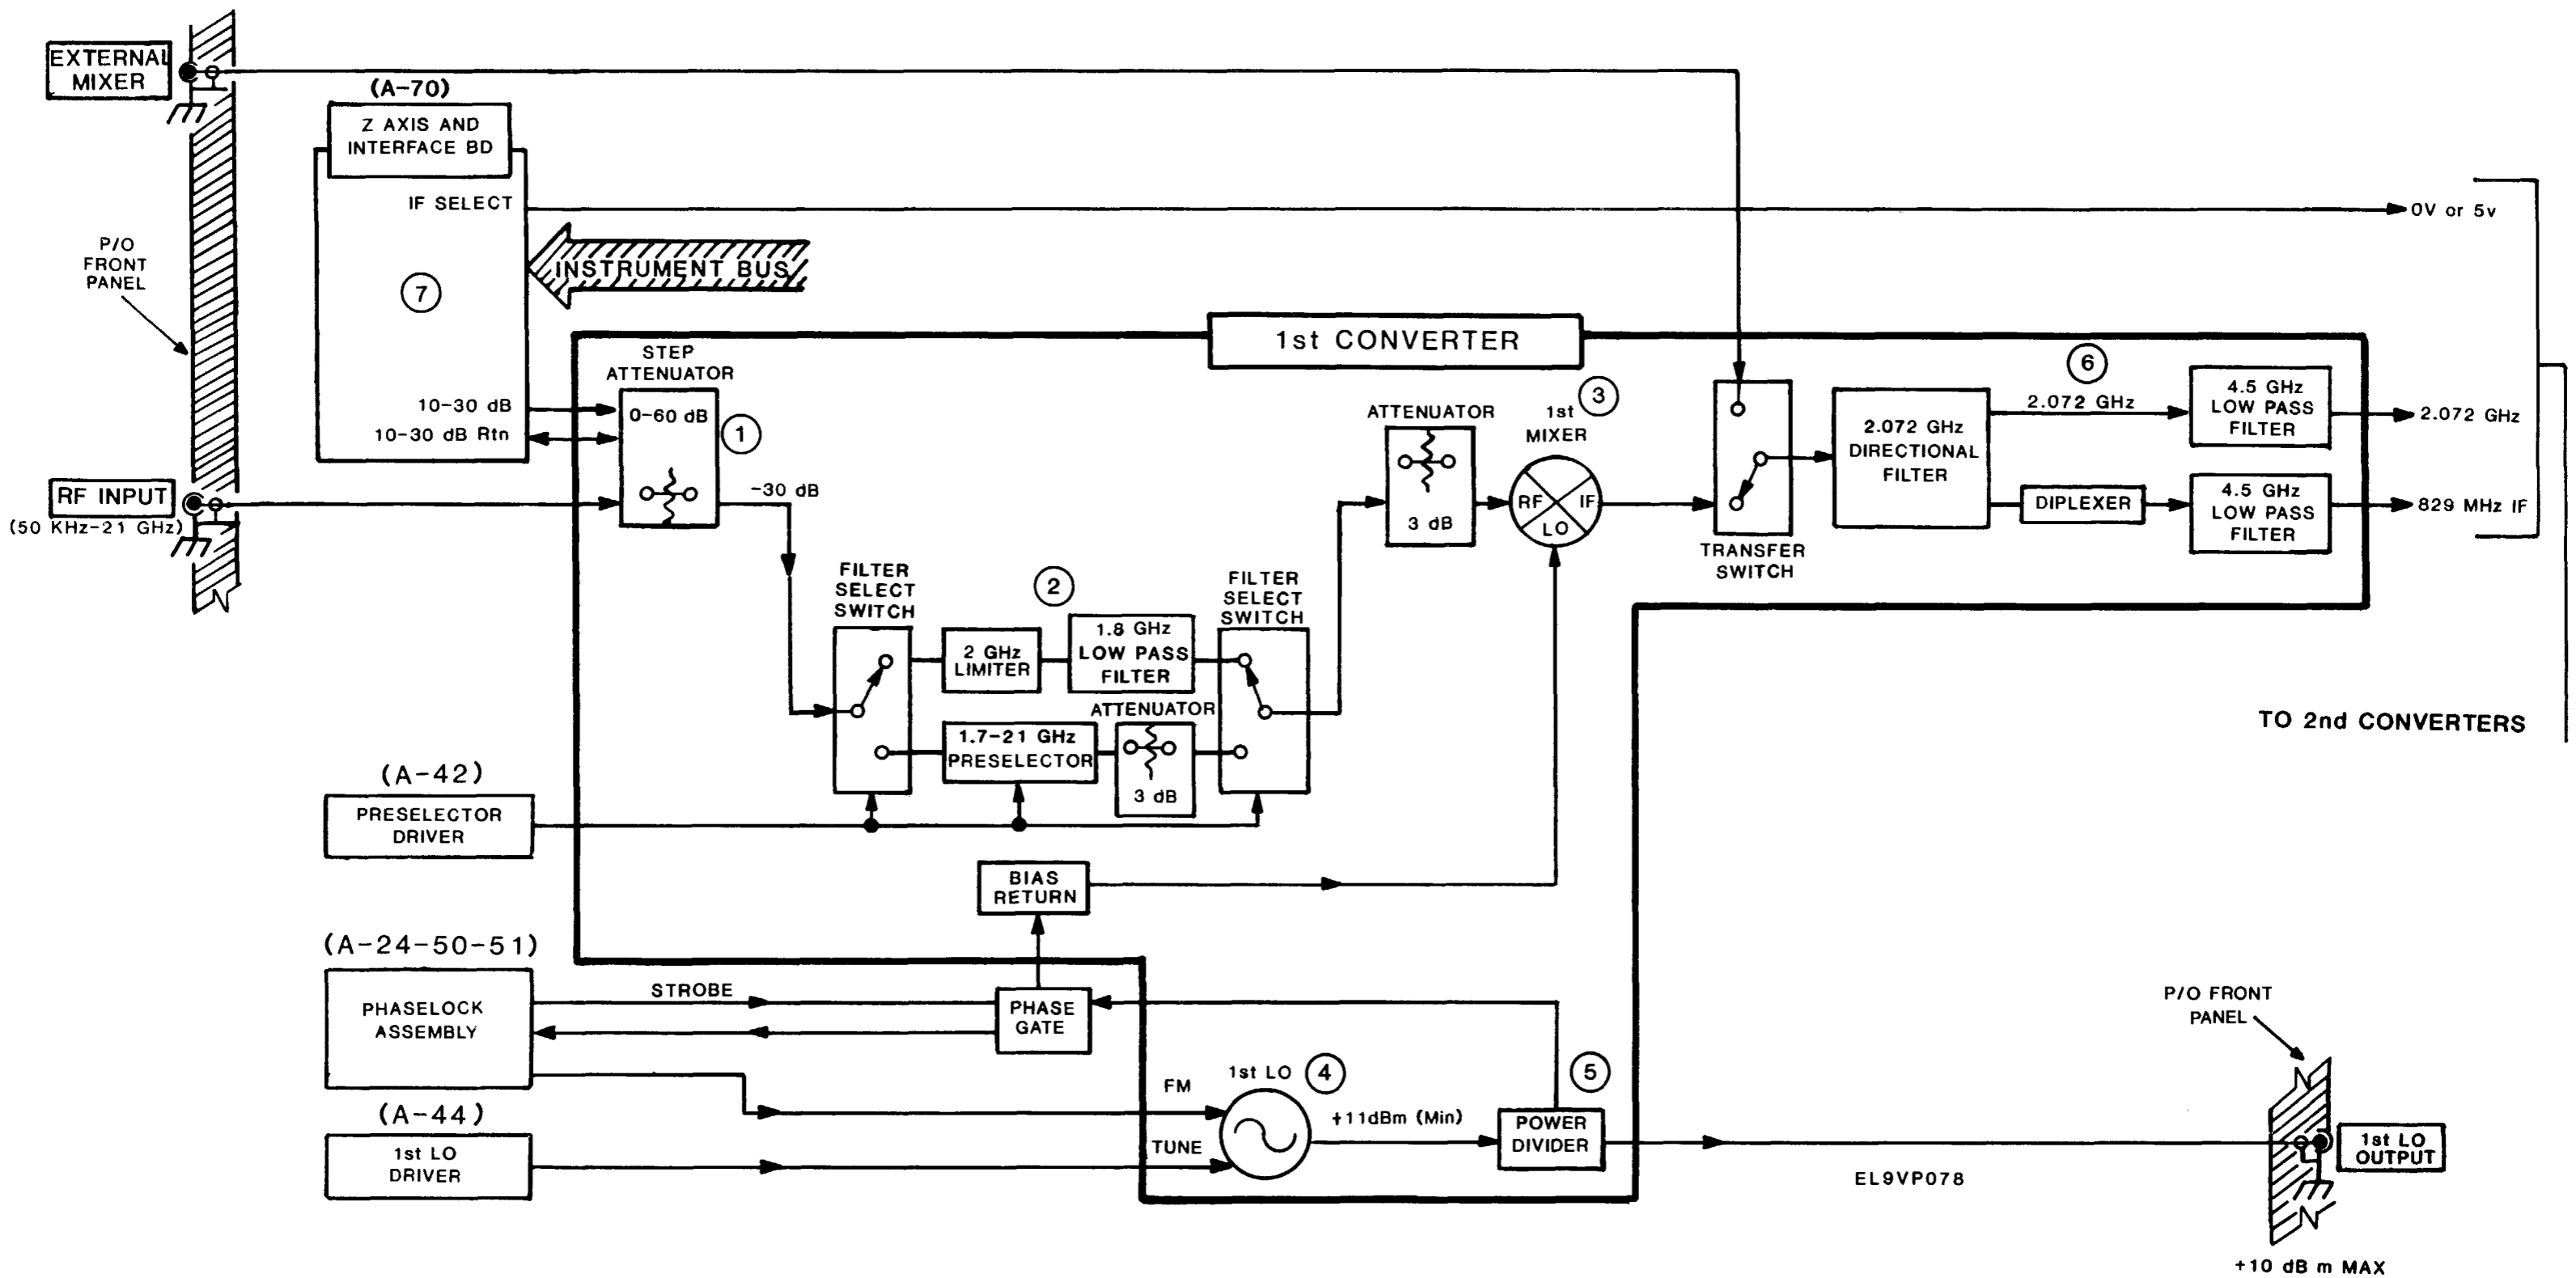 EXTERNAL
MIXER
(A-70)
Z AXIS AND
INTERFACE BD
IF SELECT
0V or 5v
P/O
FRONT
PANEL
INSTRUMENT BUS
7
1st CONVERTER
STEP
ATTENUATOR
10-30 dB
0-60 dB
10-30 dB Rtn
1
RF INPUT
(50 KHz-21 GHz)
-30 dB
FILTER
SELECT
SWITCH
2
2 GHz
LIMITER
1.8 GHz
LOW PASS
FILTER
FILTER
SELECT
SWITCH
1.7-21 GHz
PRESELECTOR
ATTENUATOR
3 dB
ATTENUATOR
3 dB
3
1st
MIXER
RF
IF
LO
TRANSFER
SWITCH
2.072 GHz
DIRECTIONAL
FILTER
6
2.072 GHz
4.5 GHz
LOW PASS
FILTER
2.072 GHz
DIPLEXER
4.5 GHz
LOW PASS
FILTER
829 MHz IF
TO 2nd CONVERTERS
(A-42)
PRESELECTOR
DRIVER
BIAS
RETURN
(A-24-50-51)
PHASELOCK
ASSEMBLY
STROBE
PHASE
GATE
(A-44)
1st LO
DRIVER
FM
TUNE
1st LO
4
+11dBm (Min)
5
POWER
DIVIDER
EL9VP078
P/O FRONT
PANEL
1st LO
OUTPUT
+10 dB m MAX